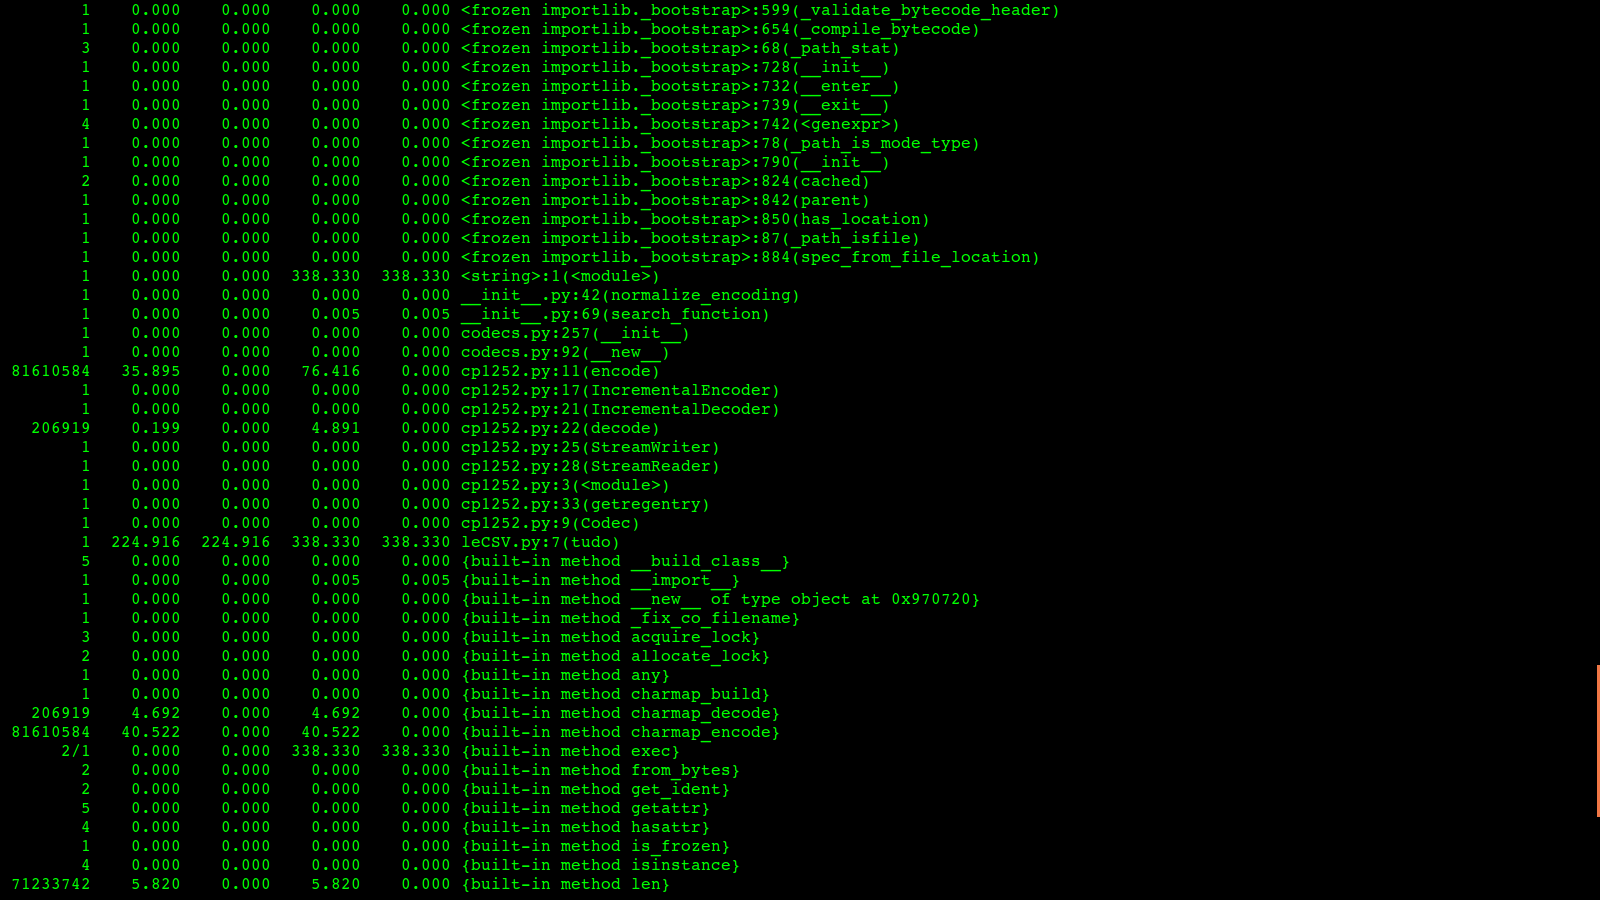 1 0.000 0.000 0.000 0.000 <frozen importlib._bootstrap>:599(_validate_bytecode_header)
1 0.000 0.000 0.000 0.000 <frozen importlib._bootstrap>:654(_compile_bytecode)
3 0.000 0.000 0.000 0.000 <frozen importlib._bootstrap>:68(_path_stat)
1 0.000 0.000 0.000 0.000 <frozen importlib._bootstrap>:728(__init__)
1 0.000 0.000 0.000 0.000 <frozen importlib._bootstrap>:732(__enter__)
1 0.000 0.000 0.000 0.000 <frozen importlib._bootstrap>:739(__exit__)
4 0.000 0.000 0.000 0.000 <frozen importlib._bootstrap>:742(<genexpr>)
1 0.000 0.000 0.000 0.000 <frozen importlib._bootstrap>:78(_path_is_mode_type)
1 0.000 0.000 0.000 0.000 <frozen importlib._bootstrap>:790(__init__)
2 0.000 0.000 0.000 0.000 <frozen importlib._bootstrap>:824(cached)
1 0.000 0.000 0.000 0.000 <frozen importlib._bootstrap>:842(parent)
1 0.000 0.000 0.000 0.000 <frozen importlib._bootstrap>:850(has_location)
1 0.000 0.000 0.000 0.000 <frozen importlib._bootstrap>:87(_path_isfile)
1 0.000 0.000 0.000 0.000 <frozen importlib._bootstrap>:884(spec_from_file_location)
1 0.000 0.000 338.330 338.330 <string>:1(<module>)
1 0.000 0.000 0.000 0.000 __init__.py:42(normalize_encoding)
1 0.000 0.000 0.005 0.005 __init__.py:69(search_function)
1 0.000 0.000 0.000 0.000 codecs.py:257(__init__)
1 0.000 0.000 0.000 0.000 codecs.py:92(__new__)
81610584 35.895 0.000 76.416 0.000 cp1252.py:11(encode)
1 0.000 0.000 0.000 0.000 cp1252.py:17(IncrementalEncoder)
1 0.000 0.000 0.000 0.000 cp1252.py:21(IncrementalDecoder)
206919 0.199 0.000 4.891 0.000 cp1252.py:22(decode)
1 0.000 0.000 0.000 0.000 cp1252.py:25(StreamWriter)
1 0.000 0.000 0.000 0.000 cp1252.py:28(StreamReader)
1 0.000 0.000 0.000 0.000 cp1252.py:3(<module>)
1 0.000 0.000 0.000 0.000 cp1252.py:33(getregentry)
1 0.000 0.000 0.000 0.000 cp1252.py:9(Codec)
1 224.916 224.916 338.330 338.330 leCSV.py:7(tudo)
5 0.000 0.000 0.000 0.000 {built-in method __build_class__}
1 0.000 0.000 0.005 0.005 {built-in method __import__}
1 0.000 0.000 0.000 0.000 {built-in method __new__ of type object at 0x970720}
1 0.000 0.000 0.000 0.000 {built-in method _fix_co_filename}
3 0.000 0.000 0.000 0.000 {built-in method acquire_lock}
2 0.000 0.000 0.000 0.000 {built-in method allocate_lock}
1 0.000 0.000 0.000 0.000 {built-in method any}
1 0.000 0.000 0.000 0.000 {built-in method charmap_build}
206919 4.692 0.000 4.692 0.000 {built-in method charmap_decode}
81610584 40.522 0.000 40.522 0.000 {built-in method charmap_encode}
2/1 0.000 0.000 338.330 338.330 {built-in method exec}
2 0.000 0.000 0.000 0.000 {built-in method from_bytes}
2 0.000 0.000 0.000 0.000 {built-in method get_ident}
5 0.000 0.000 0.000 0.000 {built-in method getattr}
4 0.000 0.000 0.000 0.000 {built-in method hasattr}
1 0.000 0.000 0.000 0.000 {built-in method is_frozen}
4 0.000 0.000 0.000 0.000 {built-in method isinstance}
71233742 5.820 0.000 5.820 0.000 {built-in method len}